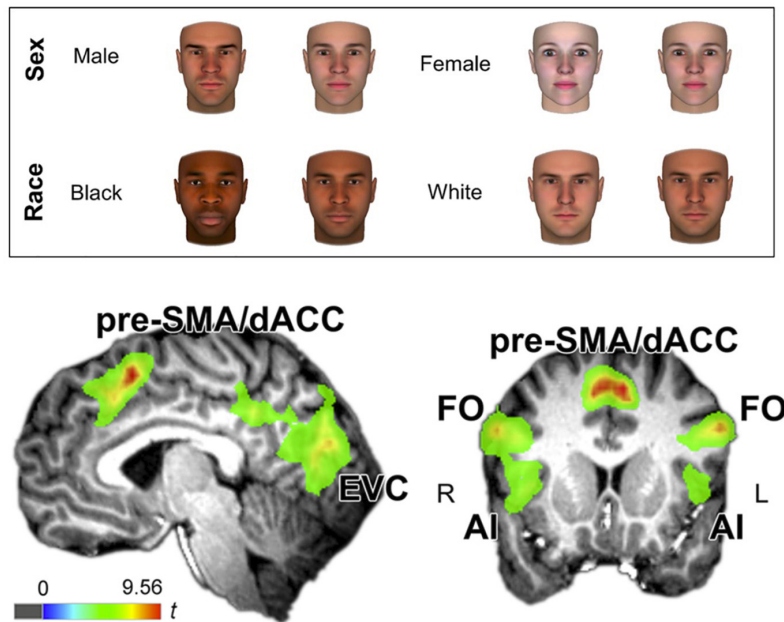 Sex
Male
Female
Race
Black
White
pre-SMA/dACC
EVC
pre-SMA/dACC
FO
FO
R
L
AI
AI
0
9.56
t